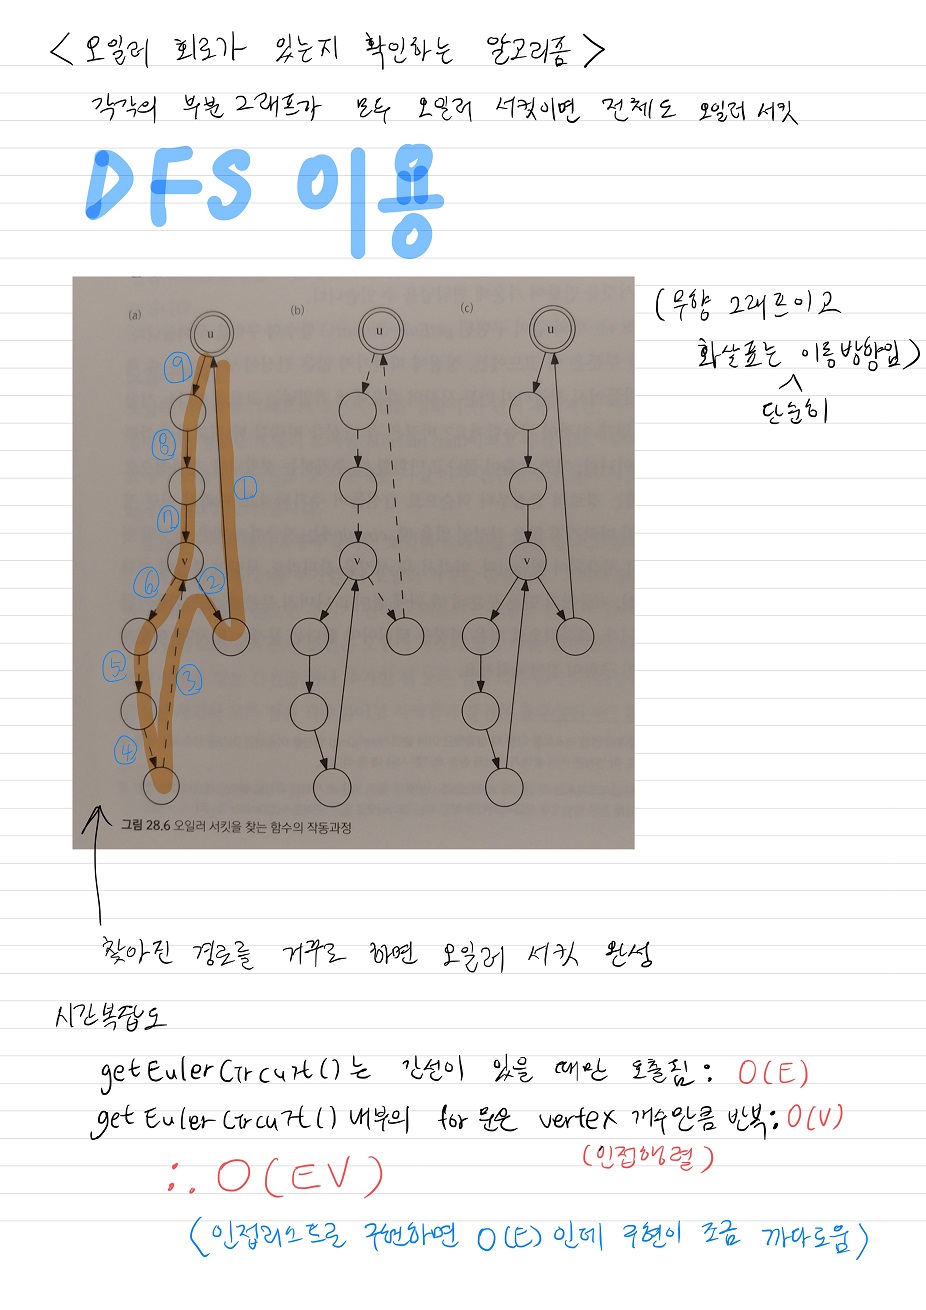 <오일러 회로가 있는지 확인하는 알고리즘>
각각의 부분그래프가 모두 오일러 서킷이면 전체도 오일러 서킷
DFS 이용
(a)
u
⑨
⑧
①
⑦
v
⑥
②
⑤
③
④
(b)
u
v
(c)
u
v
(무향 그래프이고
화살표는 이동방향임)
단순히
그림 28.6 오일러 서킷을 찾는 함수의 작동과정
찾아진 경로를 거꾸로 하면 오일러 서킷 완성
시간복잡도
getEulerCircuit()는 간선이 있을 때만 호출됨: O(E)
getEulerCircuit() 내부의 for 문은 vertex 개수만큼 반복: O(V)
(인접행렬)
∴ O(EV)
(인접리스트로 구현하면 O(E)인데 구현이 조금 까다로움)